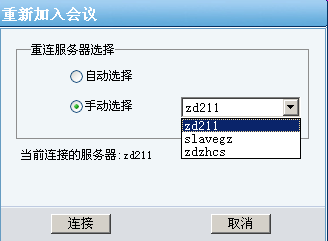 重新加入会议
重连服务器选择
自动选择
手动选择 zd211
zd211
slavegz
zdzhcs
当前连接的服务器:zd211
连接 取消